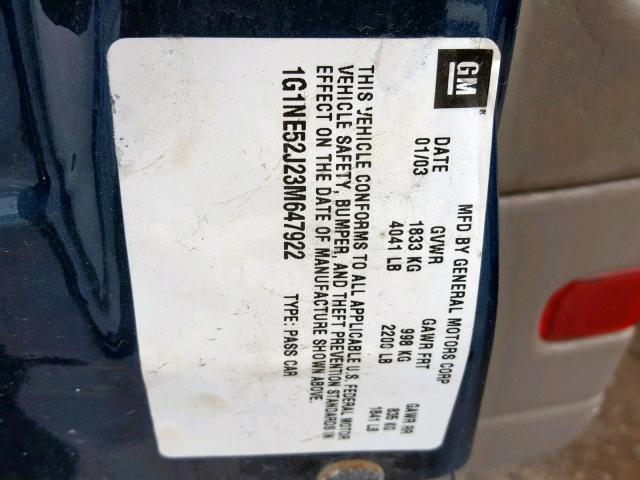 GM
MFD BY GENERAL MOTORS CORP
DATE GVWR GAWR FRT GAWR RR
01/03 1833 KG 998 KG 835 KG
4041 LB 2200 LB 1841 LB
THIS VEHICLE CONFORMS TO ALL APPLICABLE U.S. FEDERAL MOTOR
VEHICLE SAFETY, BUMPER, AND THEFT PREVENTION STANDARDS IN
EFFECT ON THE DATE OF MANUFACTURE SHOWN ABOVE.
1G1NE52J23M647922 TYPE: PASS CAR